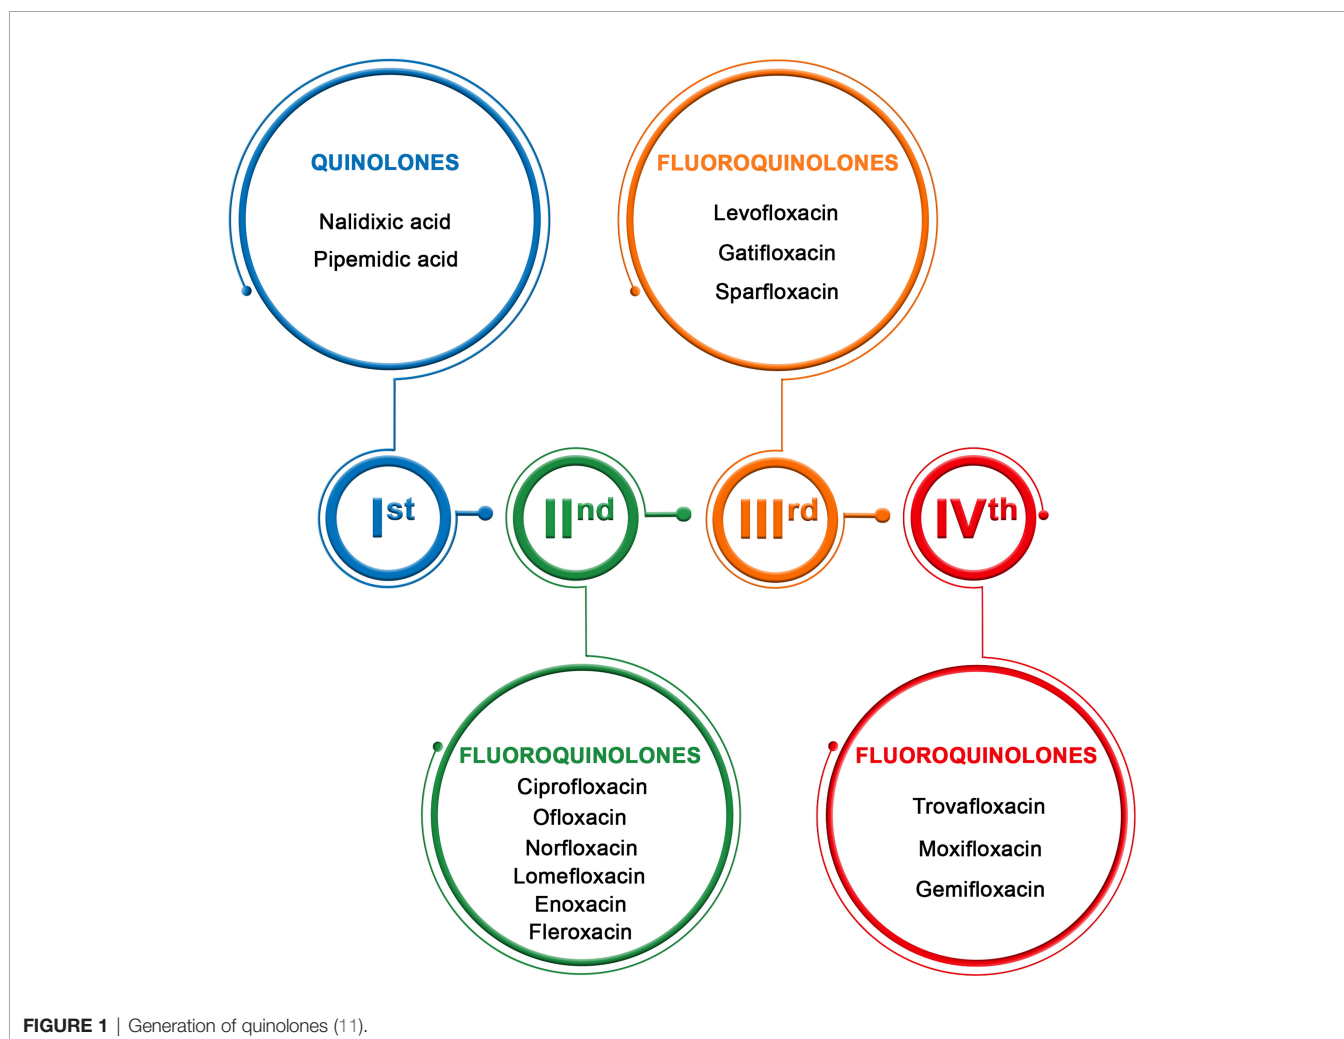 QUINOLONES
Nalidixic acid
Pipemidic acid
FLUOROQUINOLONES
Levofloxacin
Gatifloxacin
Sparfloxacin
Ist
IInd
IIIrd
IVth
FLUOROQUINOLONES
Ciprofloxacin
Ofloxacin
Norfloxacin
Lomefloxacin
Enoxacin
Fleroxacin
FLUOROQUINOLONES
Trovafloxacin
Moxifloxacin
Gemifloxacin
FIGURE 1 | Generation of quinolones (11).